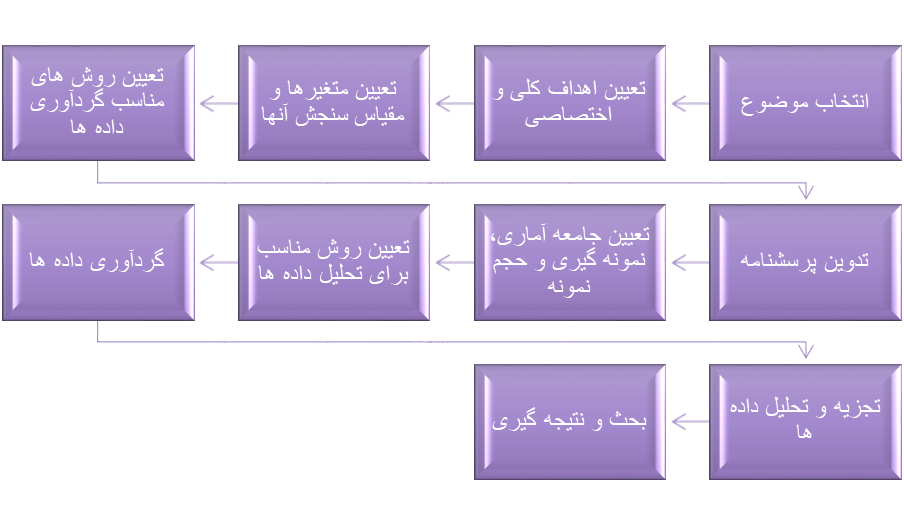 انتخاب موضوع
تعیین اهداف کلی و
اختصاصی
تعیین متغیرها و
مقیاس سنجش آنها
تعیین روش های
مناسب گردآوری
داده ها
تدوین پرسشنامه
تعیین جامعه آماری،
نمونه گیری و حجم
نمونه
تعیین روش مناسب
برای تحلیل داده ها
گردآوری داده ها
تجزیه و تحلیل داده
ها
بحث و نتیجه گیری